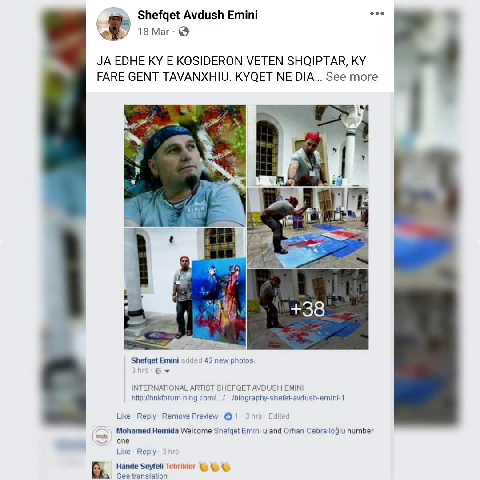 Shefqet Avdush Emini
18 Mar ·
JA EDHE KY E KOSIDERON VETEN SHQIPTAR, KY
FARE GENT TAVANXHIU. KYQET NE DIA... See more
+38
Shefqet Emini added 42 new photos.
3 hrs ·
INTERNATIONAL ARTIST SHEFQET AVDUSH EMINI
Like · Reply · Remove Preview · 1 · 3 hrs · Edited
Mohamed Hemida Welcome Shefqet Emini u and Orhan Cebrailoğlu number
one
Like · Reply · 3 hrs
Hande Seyfeli Tebrikler 👏👏👏
See translation